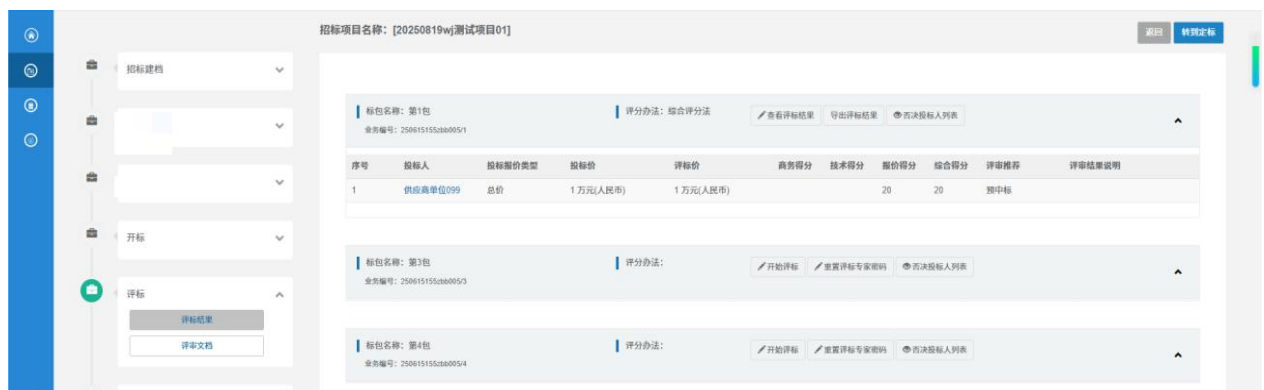 招标项目名称：[20250819wj测试项目01]
返回
转到定标
招标建档
开标
评标
评标结果
评审文档
标包名称：第1包
评分办法：综合评分法
查看评标结果
导出评标结果
否决投标人列表
业务编号：250615155zbb005/1
序号 投标人 投标报价类型 投标价 评标价 商务得分 技术得分 报价得分 综合得分 评审推荐 评审结果说明
1 供应商单位099 总价 1 万元(人民币) 1 万元(人民币) 20 20 预中标
标包名称：第3包
评分办法：
开始评标
重置评标专家密码
否决投标人列表
业务编号：250615155zbb005/3
标包名称：第4包
评分办法：
开始评标
重置评标专家密码
否决投标人列表
业务编号：250615155zbb005/4